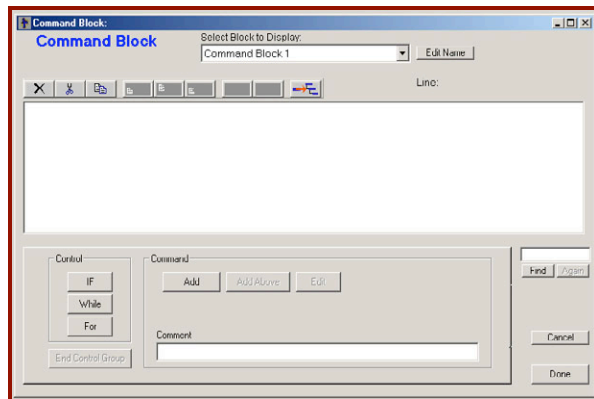 Command Block:
Command Block
Select Block to Display:
Command Block 1
Edit Name
Line:
Control
IF
While
For
End Control Group
Command
Add
Add Above
Edit
Comment
Find
Again
Cancel
Done